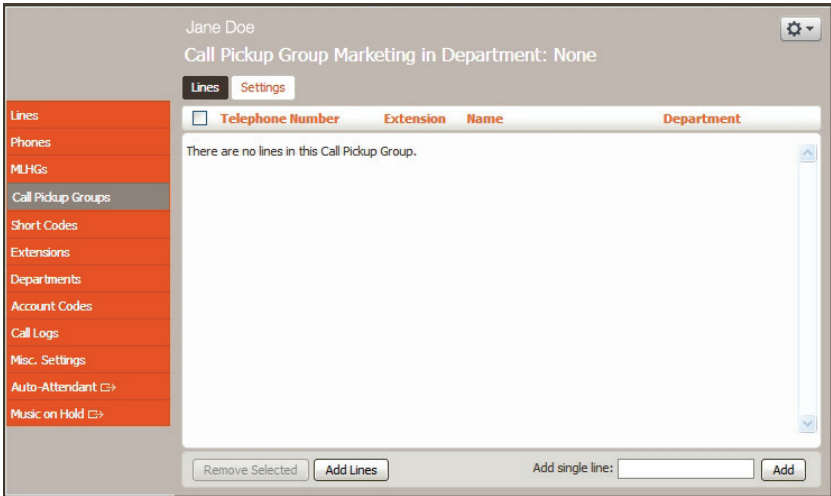 Jane Doe
Call Pickup Group Marketing in Department: None
Lines Settings
Lines
Phones
MLHGs
Call Pickup Groups
Short Codes
Extensions
Departments
Account Codes
Call Logs
Misc. Settings
Auto-Attendant
Music on Hold
Telephone Number Extension Name Department
There are no lines in this Call Pickup Group.
Remove Selected Add Lines Add single line: Add